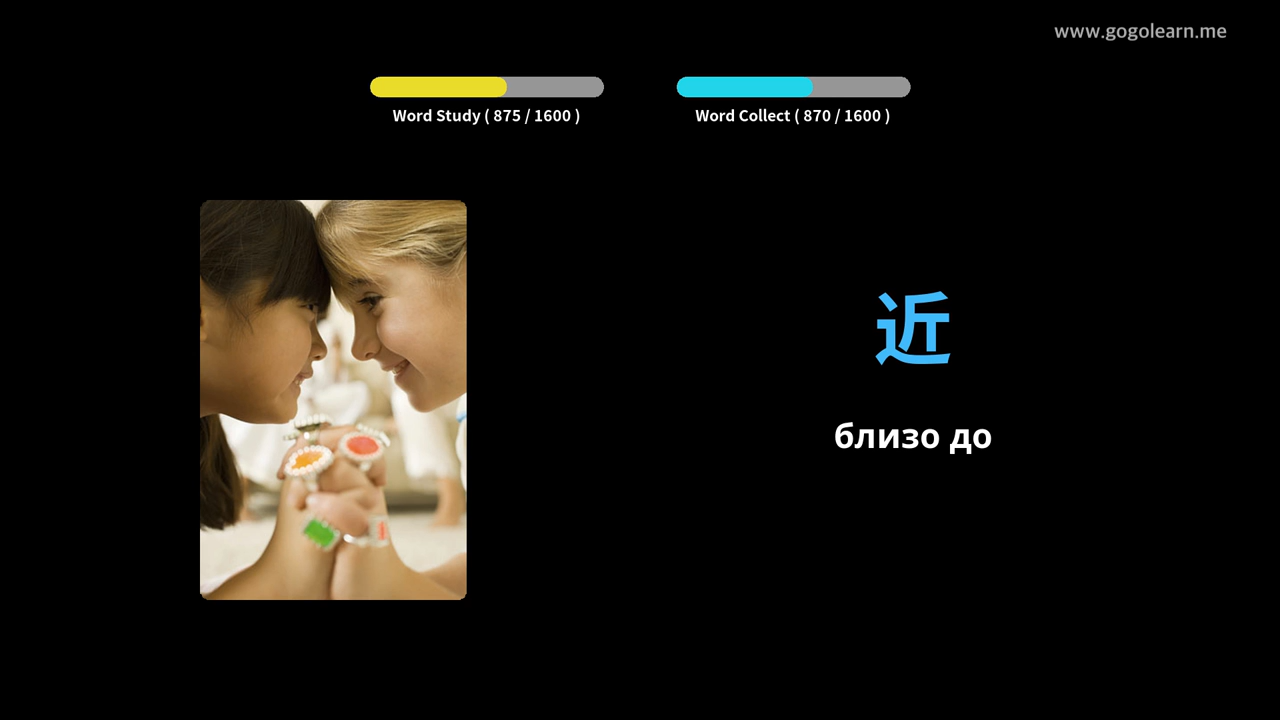 www.gogolearn.me
Word Study ( 875 / 1600 )
Word Collect ( 870 / 1600 )
近
близо до